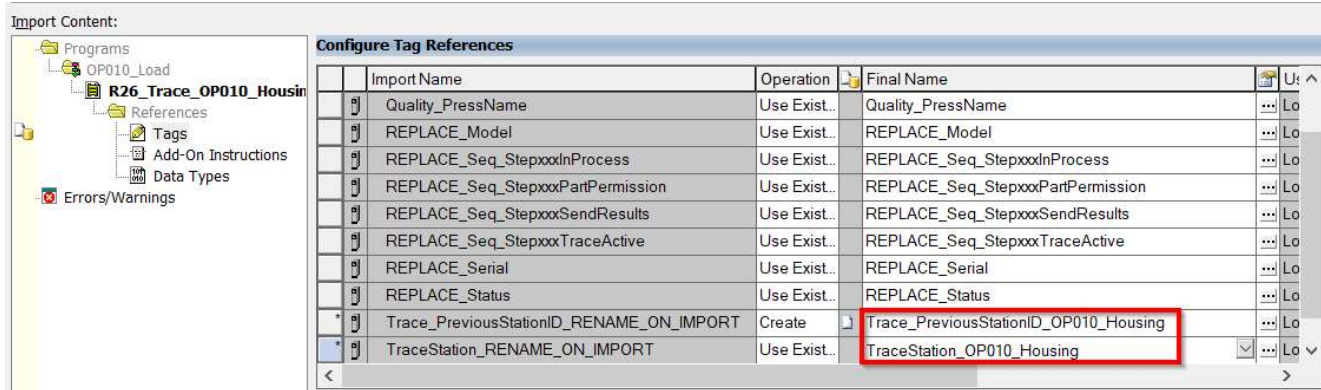 Import Content:
Programs
OP010_Load
R26_Trace_OP010_Housin
References
Tags
Add-On Instructions
Data Types
Errors/Warnings
Configure Tag References
Import Name Operation Final Name Us
Quality_PressName Use Exist... Quality_PressName ... Lo
REPLACE_Model Use Exist... REPLACE_Model ... Lo
REPLACE_Seq_StepxxxInProcess Use Exist... REPLACE_Seq_StepxxxInProcess ... Lo
REPLACE_Seq_StepxxxPartPermission Use Exist... REPLACE_Seq_StepxxxPartPermission ... Lo
REPLACE_Seq_StepxxxSendResults Use Exist... REPLACE_Seq_StepxxxSendResults ... Lo
REPLACE_Seq_StepxxxTraceActive Use Exist... REPLACE_Seq_StepxxxTraceActive ... Lo
REPLACE_Serial Use Exist... REPLACE_Serial ... Lo
REPLACE_Status Use Exist... REPLACE_Status ... Lo
* Trace_PreviousStationID_RENAME_ON_IMPORT Create Trace_PreviousStationID_OP010_Housing ... Lo
* TraceStation_RENAME_ON_IMPORT Use Exist... TraceStation_OP010_Housing ... Lo